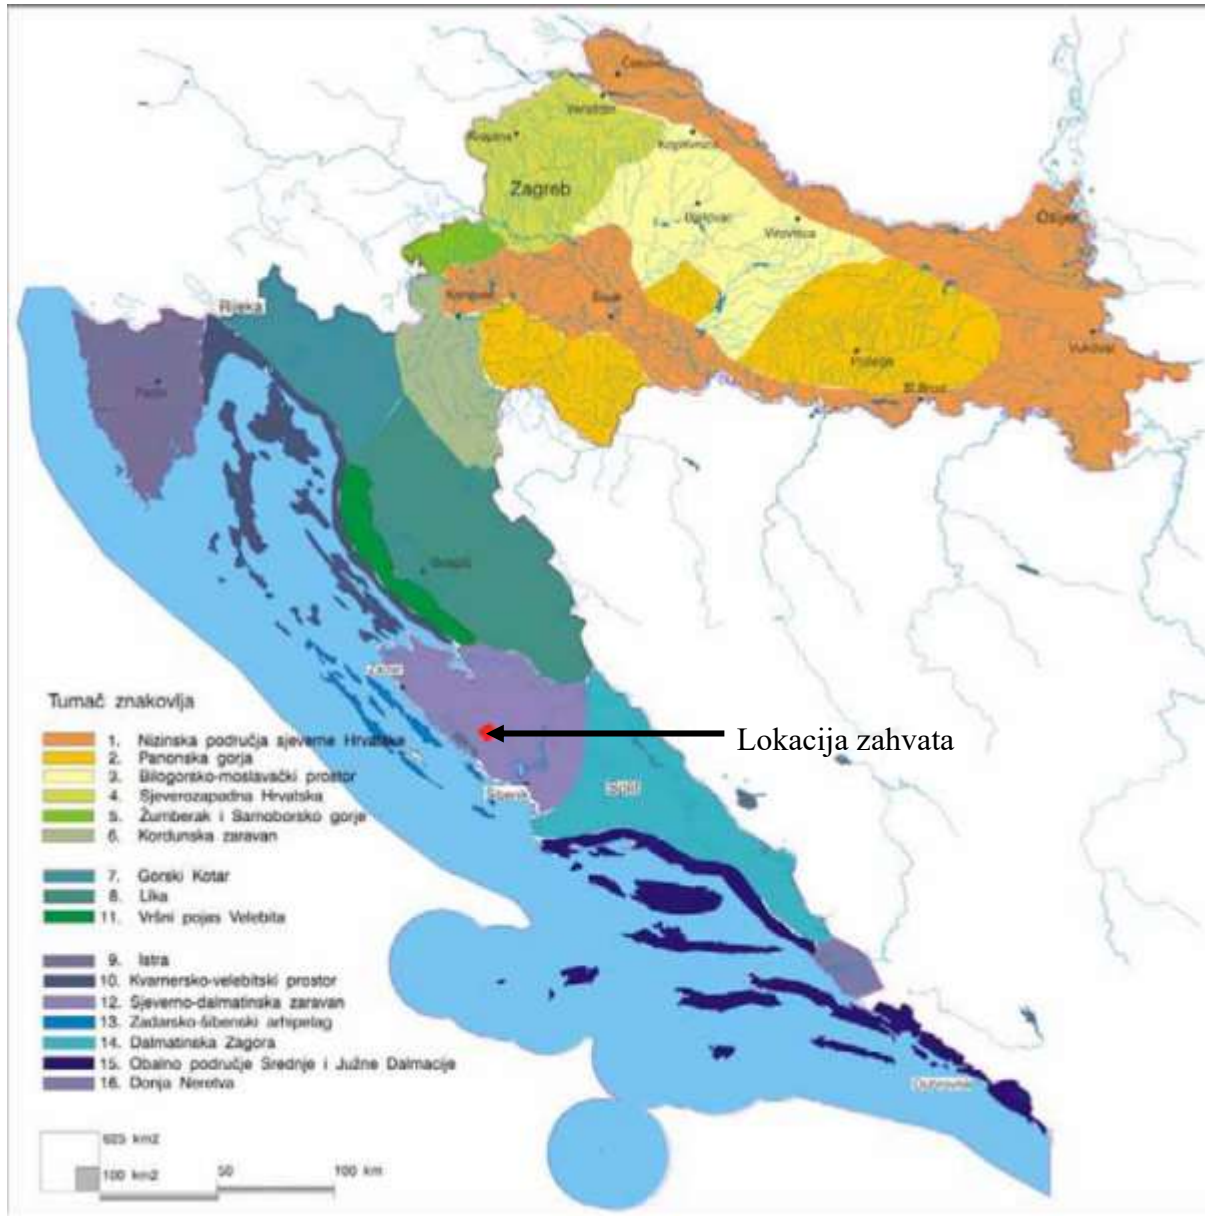 Čakovec
Varaždin
Krapina
Koprivnica
Zagreb
Bjelovar
Virovitica
Osijek
Rijeka
Sisak
Vukovar
Požega
Sl.Brod
Pazin
Gospić
Zadar
Tumač znakovlja
1. Nizinska područja sjeverne Hrvatske
2. Panonska gorja
3. Bilogorsko-moslavački prostor
4. Sjeverozapadna Hrvatska
5. Žumberak i Samoborsko gorje
6. Kordunska zaravan
Lokacija zahvata
Šibenik
Split
7. Gorski Kotar
8. Lika
11. Vršni pojas Velebita
9. Istra
10. Kvarnersko-velebitski prostor
12. Sjeverno-dalmatinska zaravan
13. Zadarsko-šibenski arhipelag
14. Dalmatinska Zagora
15. Obalno područje Srednje i Južne Dalmacije
16. Donja Neretva
Dubrovnik
625 km2
100 km2
50
100 km